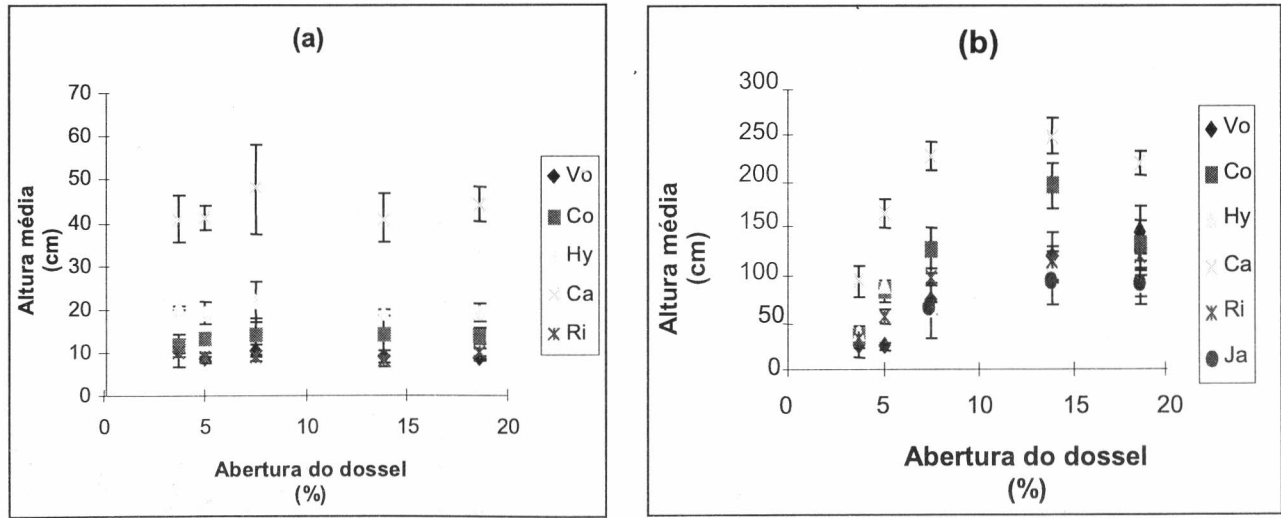 (a)
Altura média
(cm)
70
60
50
40
30
20
10
0
0 5 10 15 20
Abertura do dossel
(%)
Vo
Co
Hy
Ca
Ri
(b)
Altura média
(cm)
300
250
200
150
100
50
0
0 5 10 15 20
Abertura do dossel
(%)
Vo
Co
Hy
Ca
Ri
Ja